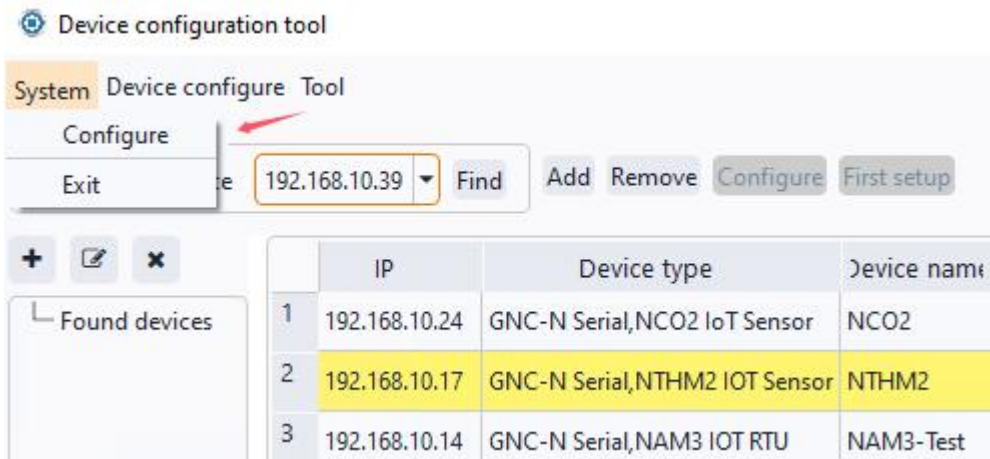 Device configuration tool
System Device configure Tool
Configure
Exit
192.168.10.39 Find Add Remove Configure First setup
IP Device type Device name
Found devices
1 192.168.10.24 GNC-N Serial,NCO2 IoT Sensor NCO2
2 192.168.10.17 GNC-N Serial,NTHM2 IOT Sensor NTHM2
3 192.168.10.14 GNC-N Serial,NAM3 IOT RTU NAM3-Test